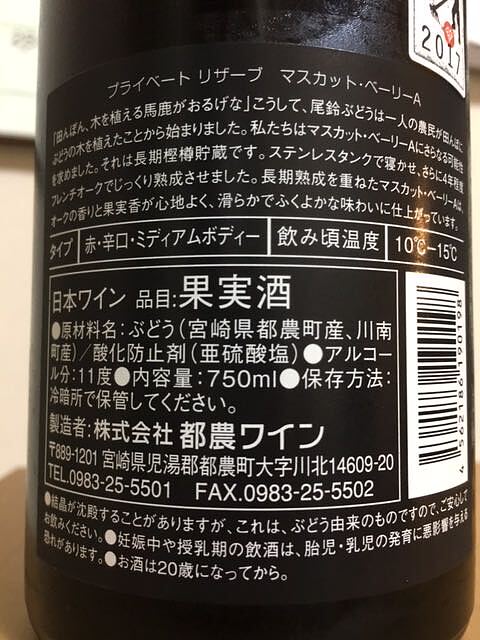 2017
プライベート リザーブ マスカット・ベーリーA
「田んぼん、木を植える馬鹿がおるげな」こうして、尾鈴ぶどうは一人の農民が田んぼに
ぶどうの木を植えたことから始まりました。私たちはマスカット・ベーリーAにさらなる可能性
を求めました。それは長期樫樽貯蔵です。ステンレスタンクで寝かせ、さらに4年程度
フレンチオークでじっくり熟成させました。長期熟成を重ねたマスカット・ベーリーAは、
オークの香りと果実香が心地よく、滑らかでふくよかな味わいに仕上がっています。
タイプ 赤・辛口・ミディアムボディー 飲み頃温度 10℃−15℃
日本ワイン 品目:果実酒
●原材料名:ぶどう(宮崎県都農町産、川南
町産)/酸化防止剤(亜硫酸塩)●アルコー
ル分:11度●内容量:750ml●保存方法:
冷暗所で保管してください。
製造者:株式会社 都農ワイン
〒889-1201 宮崎県児湯郡都農町大字川北14609-20
TEL.0983-25-5501 FAX.0983-25-5502
4562186190198
●結晶が沈殿することがありますが、これは、ぶどう由来のものですので、ご安心して
お飲みください。●妊娠中や授乳期の飲酒は、胎児・乳児の発育に悪影響を与える
恐れがあります。●お酒は20歳になってから。